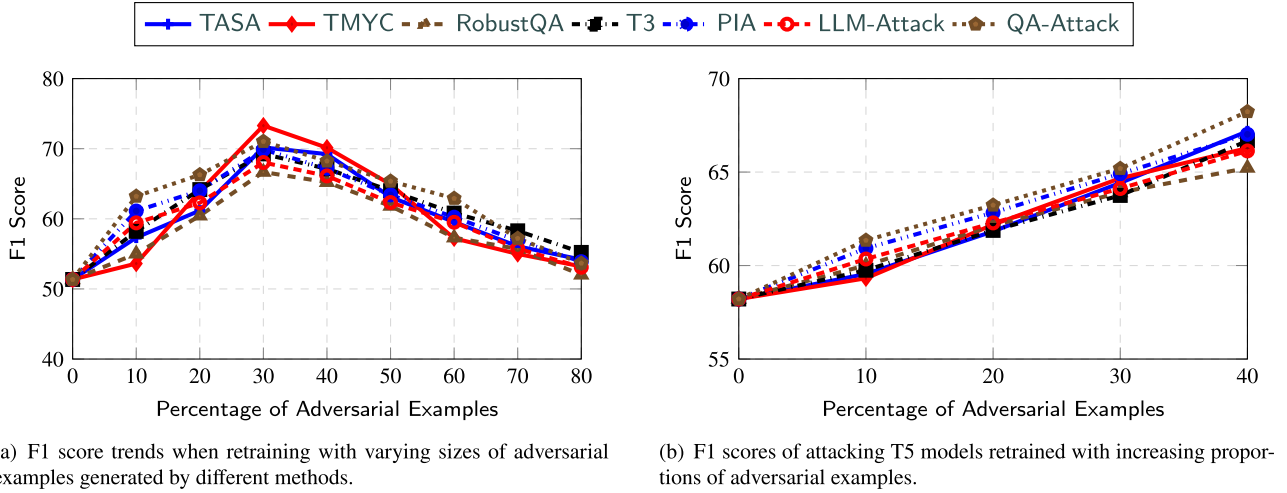 TASA TMYC RobustQA T3 PIA LLM-Attack QA-Attack
80
70
60
50
40
F1 Score
0 10 20 30 40 50 60 70 80
Percentage of Adversarial Examples
a) F1 score trends when retraining with varying sizes of adversarial
examples generated by different methods.
70
65
60
55
F1 Score
0 10 20 30 40
Percentage of Adversarial Examples
(b) F1 scores of attacking T5 models retrained with increasing propor-
tions of adversarial examples.